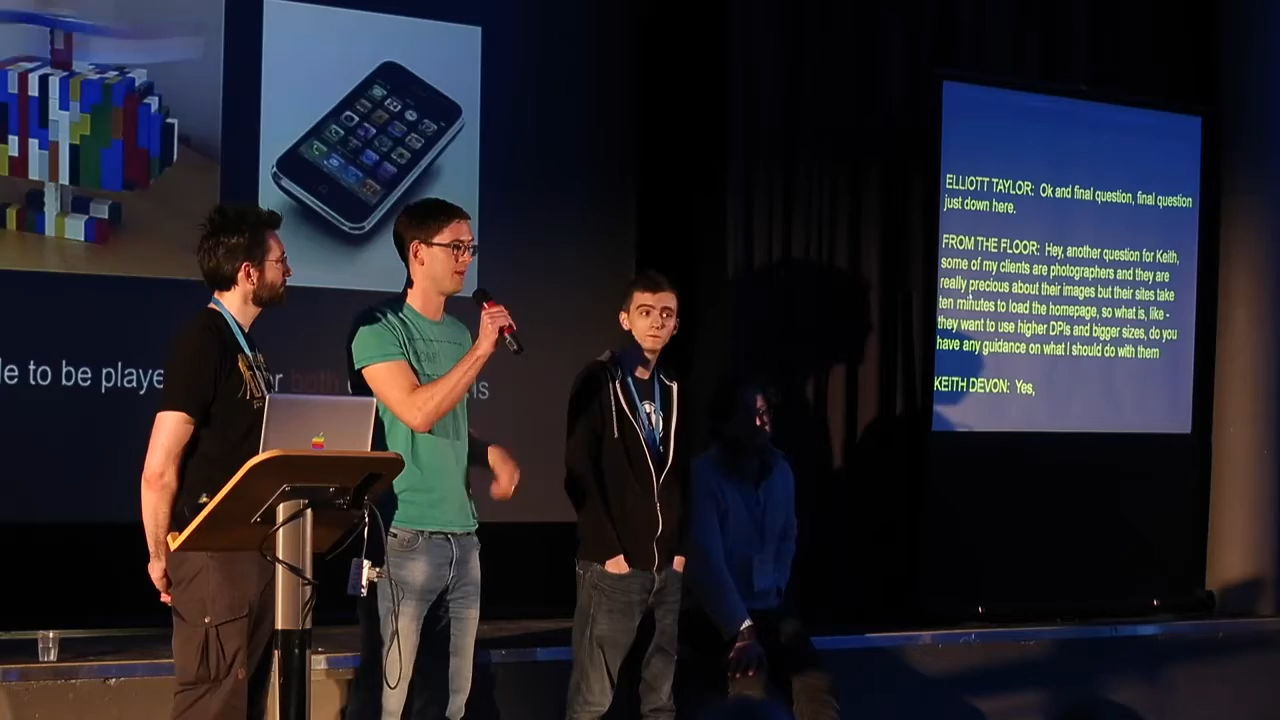 le to be playe
r both
is
ELLIOTT TAYLOR: Ok and final question, final question
just down here.
FROM THE FLOOR: Hey, another question for Keith,
some of my clients are photographers and they are
really precious about their images but their sites take
ten minutes to load the homepage, so what is, like -
they want to use higher DPIs and bigger sizes, do you
have any guidance on what I should do with them
KEITH DEVON: Yes,